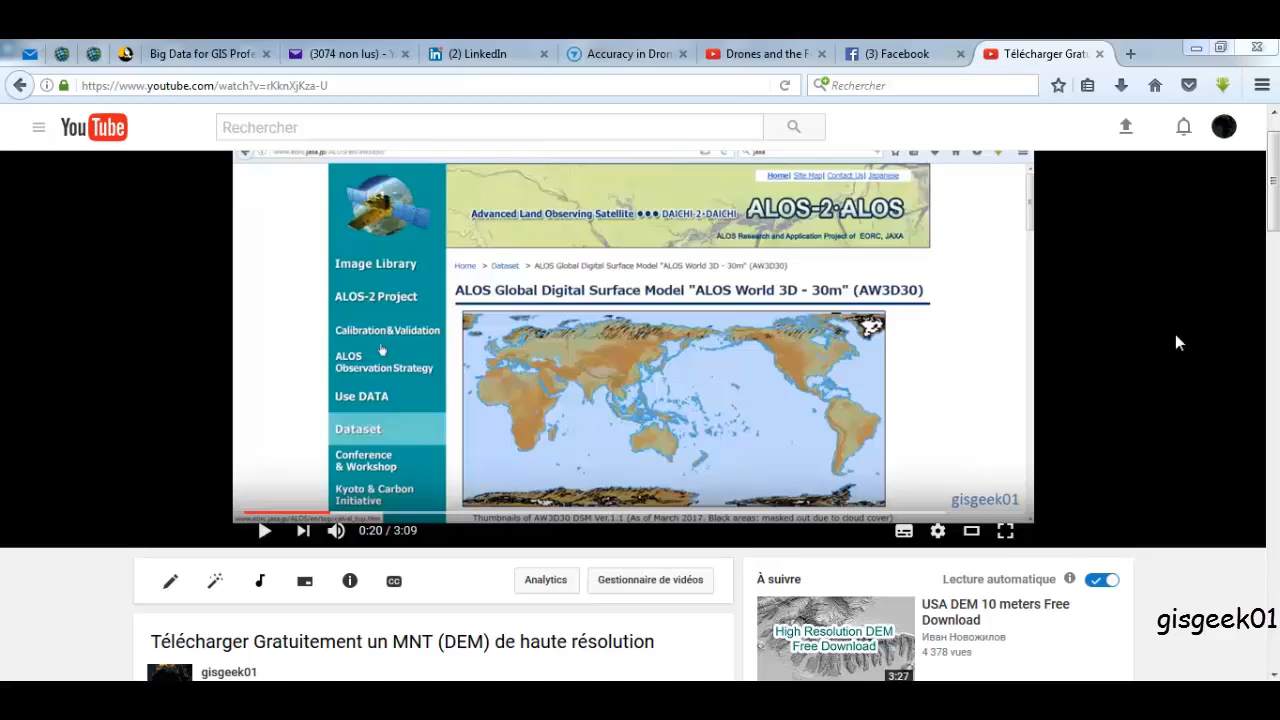 Big Data for GIS Profe
(3074 non lus) - Y
(2) LinkedIn
Accuracy in Dron
Drones and the F
(3) Facebook
Télécharger Gratu
https://www.youtube.com/watch?v=rKknXjKza-U
Rechercher
YouTube
Rechercher
Home| Site Map| Contact Us| Japanese
Advanced Land Observing Satellite ●●● DAICHI-2・DAICHI
ALOS-2・ALOS
ALOS Research and Application Project of EORC, JAXA
Image Library
ALOS-2 Project
Calibration&Validation
ALOS
Observation Strategy
Use DATA
Dataset
Conference
& Workshop
Kyoto & Carbon
Initiative
Home > Dataset > ALOS Global Digital Surface Model "ALOS World 3D - 30m" (AW3D30)
ALOS Global Digital Surface Model "ALOS World 3D - 30m" (AW3D30)
gisgeek01
Thumbnails of AW3D30 DSM Ver.1.1 (As of March 2017. Black areas: masked out due to cloud cover)
0:20 / 3:09
Analytics
Gestionnaire de vidéos
À suivre
Lecture automatique
Télécharger Gratuitement un MNT (DEM) de haute résolution
gisgeek01
High Resolution DEM
Free Download
3:27
USA DEM 10 meters Free
Download
Иван Новожилов
4 378 vues
gisgeek01